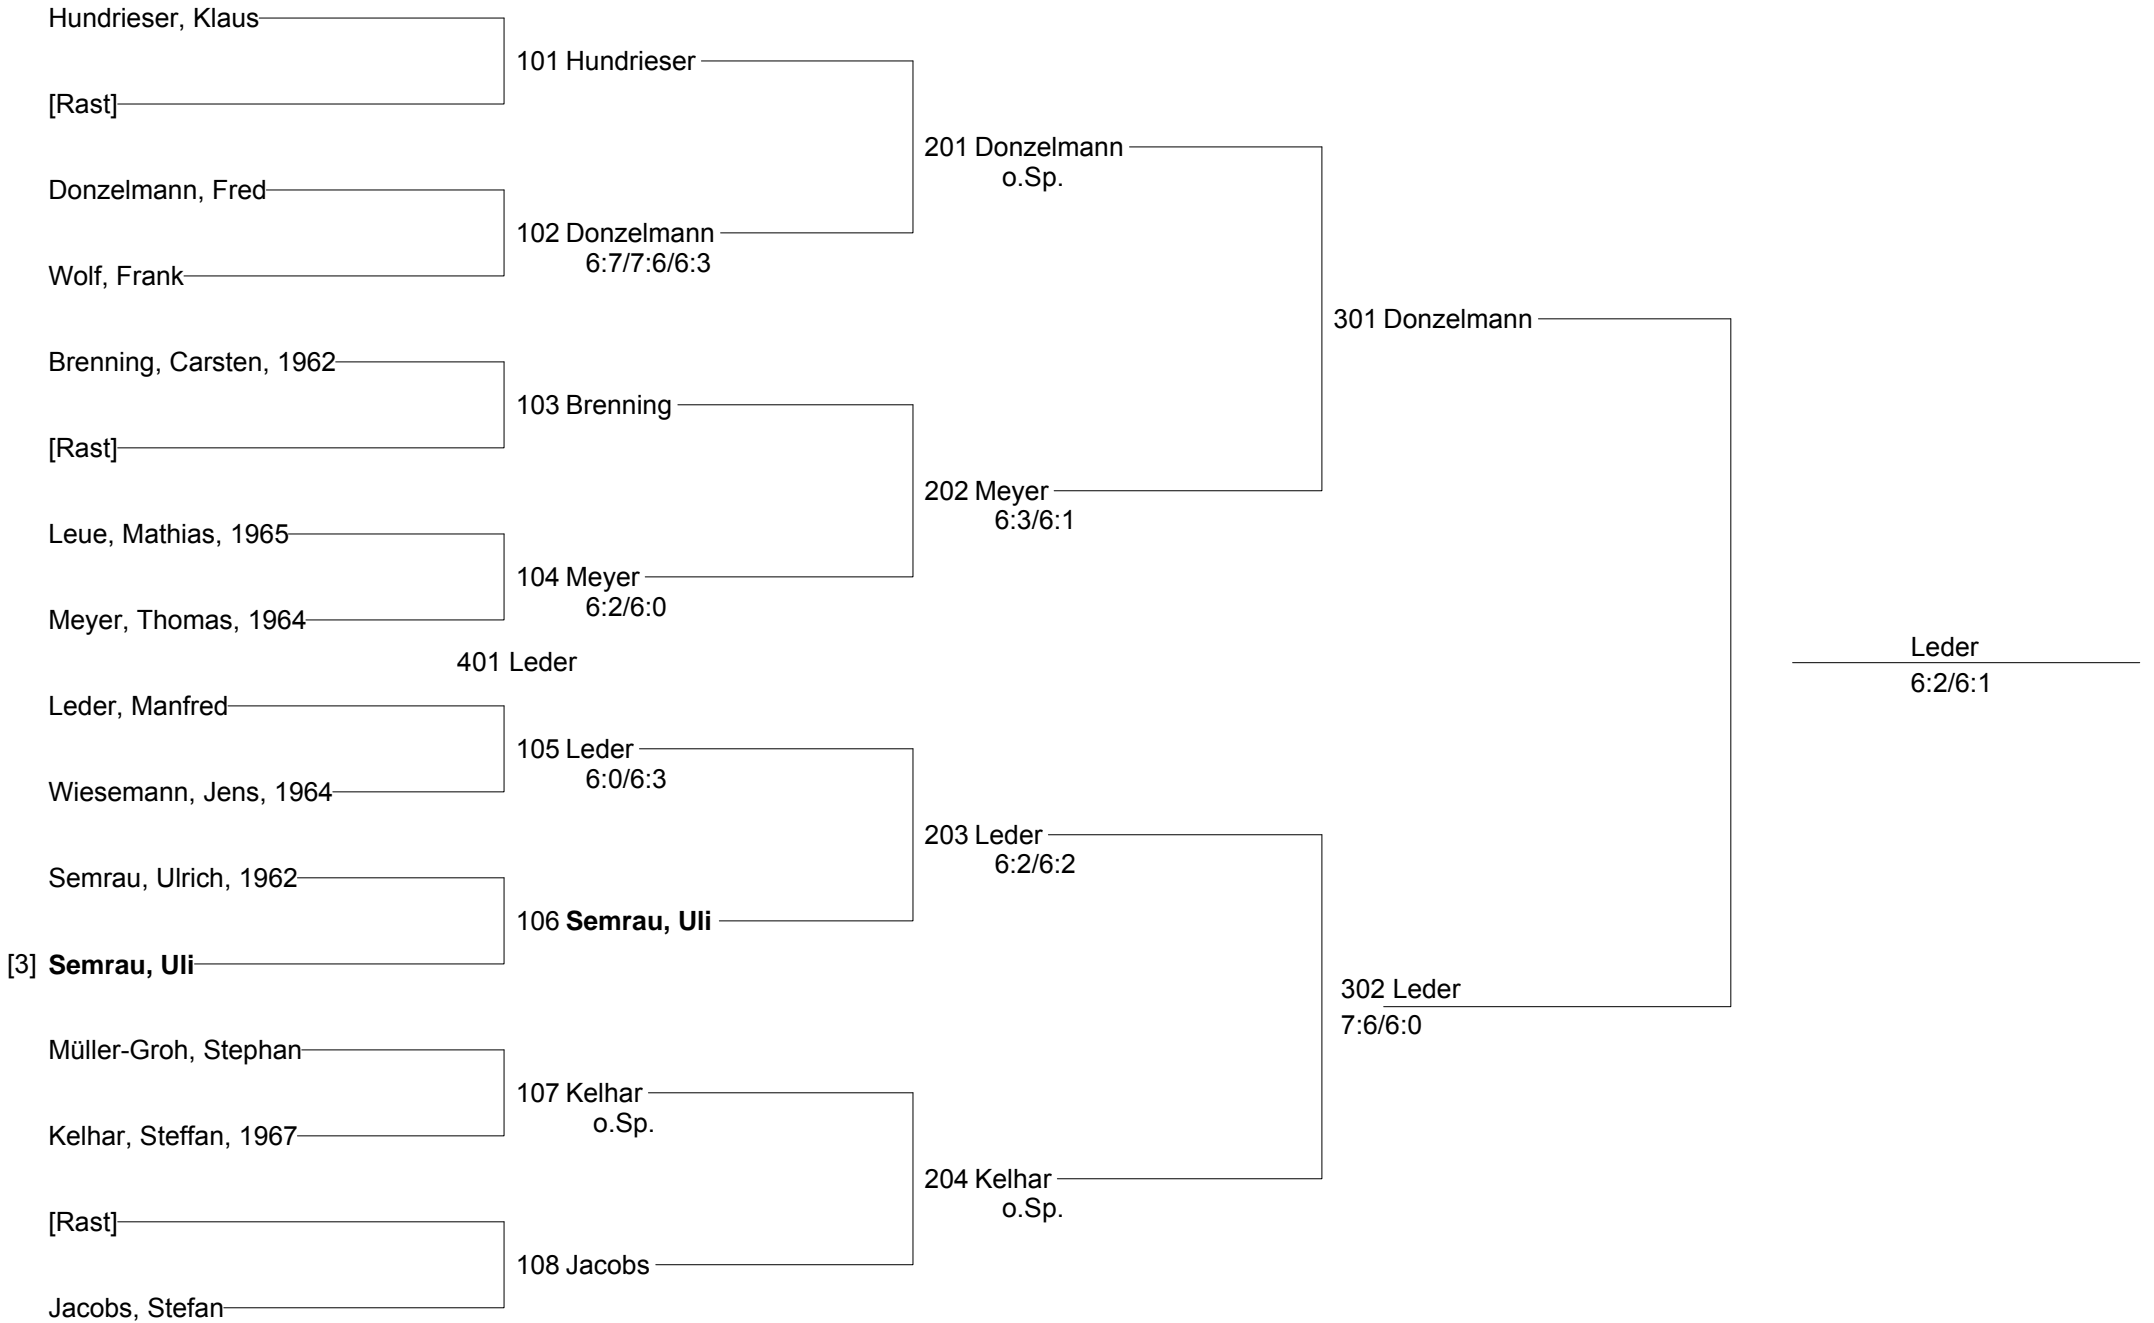 Hundrieser, Klaus
101 Hundrieser
[Rast]
201 Donzelmann
o.Sp.
Donzelmann, Fred
102 Donzelmann
6:7/7:6/6:3
Wolf, Frank
301 Donzelmann
Brenning, Carsten, 1962
103 Brenning
[Rast]
202 Meyer
6:3/6:1
Leue, Mathias, 1965
104 Meyer
6:2/6:0
Meyer, Thomas, 1964
401 Leder
Leder
6:2/6:1
Leder, Manfred
105 Leder
6:0/6:3
Wiesemann, Jens, 1964
203 Leder
6:2/6:2
Semrau, Ulrich, 1962
106 Semrau, Uli
[3] Semrau, Uli
302 Leder
7:6/6:0
Müller-Groh, Stephan
107 Kelhar
o.Sp.
Kelhar, Steffan, 1967
204 Kelhar
o.Sp.
[Rast]
108 Jacobs
Jacobs, Stefan